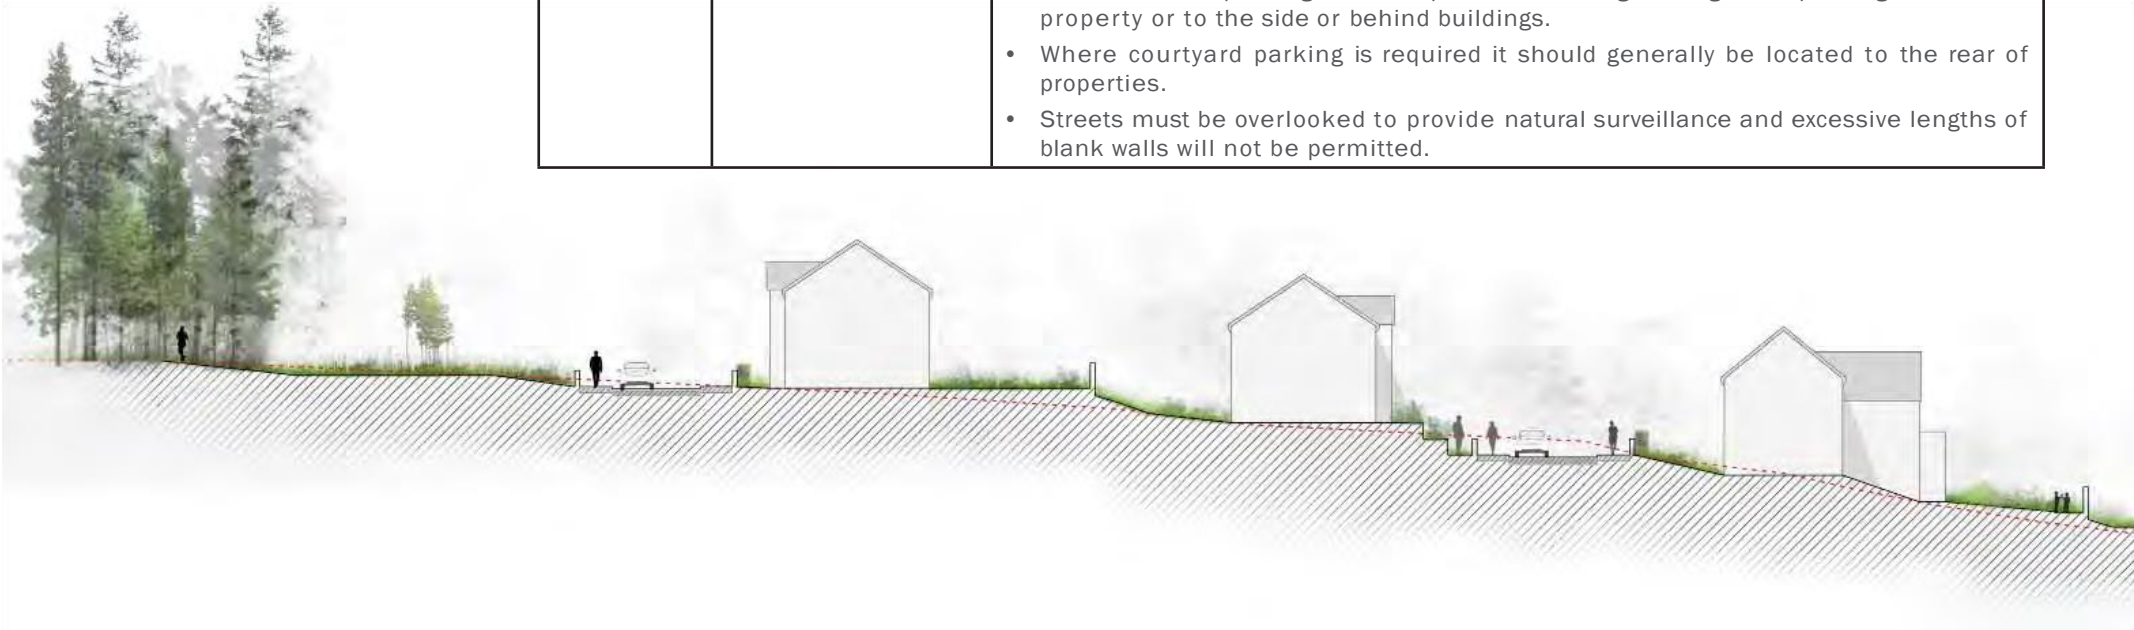 property or to the side or behind buildings.
• Where courtyard parking is required it should generally be located to the rear of
properties.
• Streets must be overlooked to provide natural surveillance and excessive lengths of
blank walls will not be permitted.